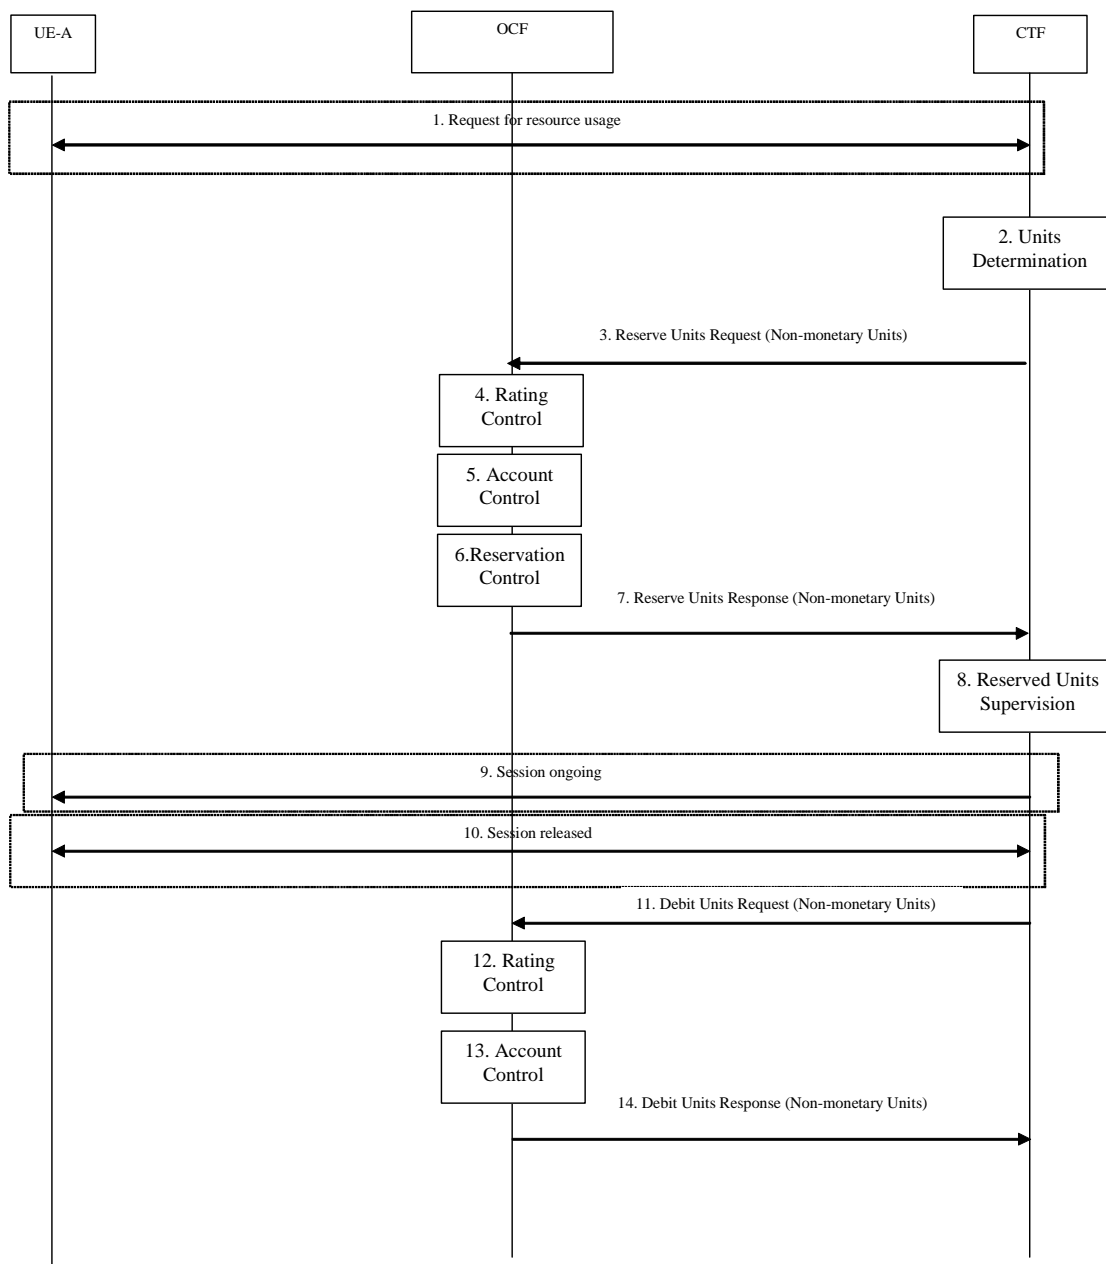 UE-A
OCF
CTF
1. Request for resource usage
2. Units
Determination
3. Reserve Units Request (Non-monetary Units)
4. Rating
Control
5. Account
Control
6.Reservation
Control
7. Reserve Units Response (Non-monetary Units)
8. Reserved Units
Supervision
9. Session ongoing
10. Session released
11. Debit Units Request (Non-monetary Units)
12. Rating
Control
13. Account
Control
14. Debit Units Response (Non-monetary Units)